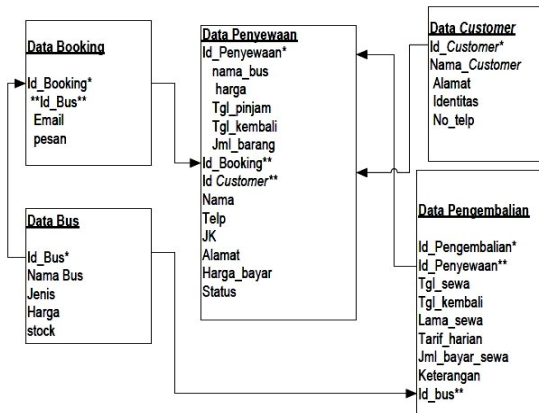 Data Booking
Id_Booking*
**Id_Bus**
Email
pesan
Data Penyewaan
Id_Penyewaan*
nama_bus
harga
Tgl_pinjam
Tgl_kembali
Jml_barang
Id_Booking**
Id Customer**
Nama
Telp
JK
Alamat
Harga_bayar
Status
Data Customer
Id_Customer*
Nama_Customer
Alamat
Identitas
No_telp
Data Bus
Id_Bus*
Nama Bus
Jenis
Harga
stock
Data Pengembalian
Id_Pengembalian*
Id_Penyewaan**
Tgl_sewa
Tgl_kembali
Lama_sewa
Tarif_harian
Jml_bayar_sewa
Keterangan
Id_bus**